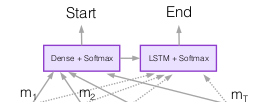 Start End
Dense + Softmax LSTM + Softmax
m1 m2 mT